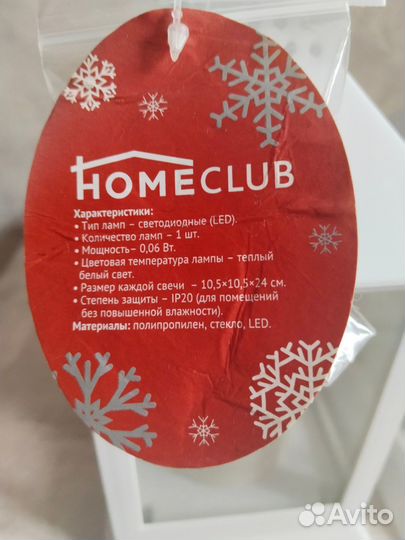 HOMECLUB
Характеристики:
• Тип ламп – светодиодные (LED).
• Количество ламп – 1 шт.
• Мощность– 0,06 Вт.
• Цветовая температура лампы – теплый
белый свет.
• Размер каждой свечи – 10,5×10,5×24 см.
• Степень защиты – IP20 (для помещений
без повышенной влажности).
Материалы: полипропилен, стекло, LED.
Avito